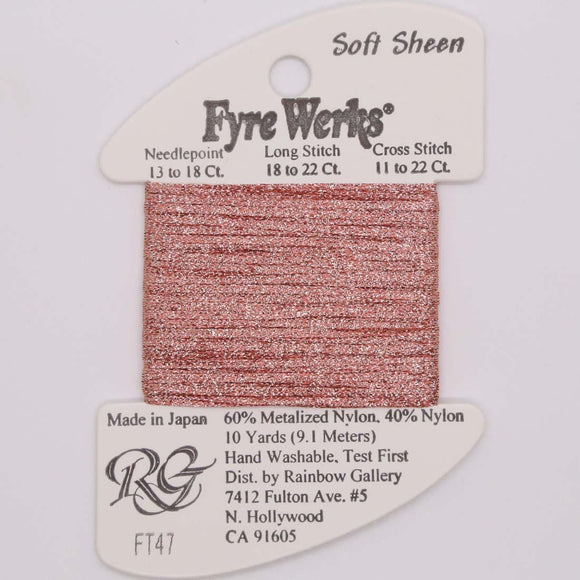 Soft Sheen
Fyre Werks®
Needlepoint Long Stitch Cross Stitch
13 to 18 Ct. 18 to 22 Ct. 11 to 22 Ct.
Made in Japan 60% Metalized Nylon, 40% Nylon
10 Yards (9.1 Meters)
Hand Washable, Test First
Dist. by Rainbow Gallery
7412 Fulton Ave. #5
N. Hollywood
CA 91605
RG
FT47